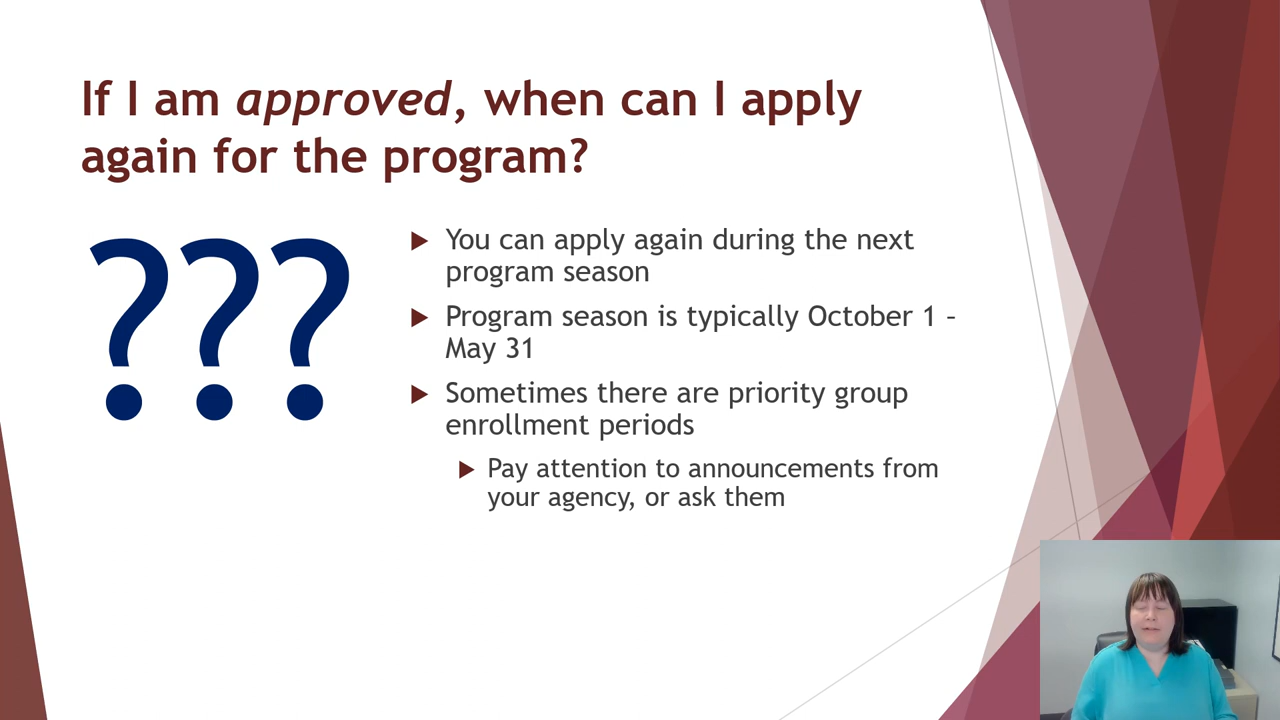 If I am approved, when can I apply
again for the program?
???
You can apply again during the next
program season
Program season is typically October 1 –
May 31
Sometimes there are priority group
enrollment periods
Pay attention to announcements from
your agency, or ask them